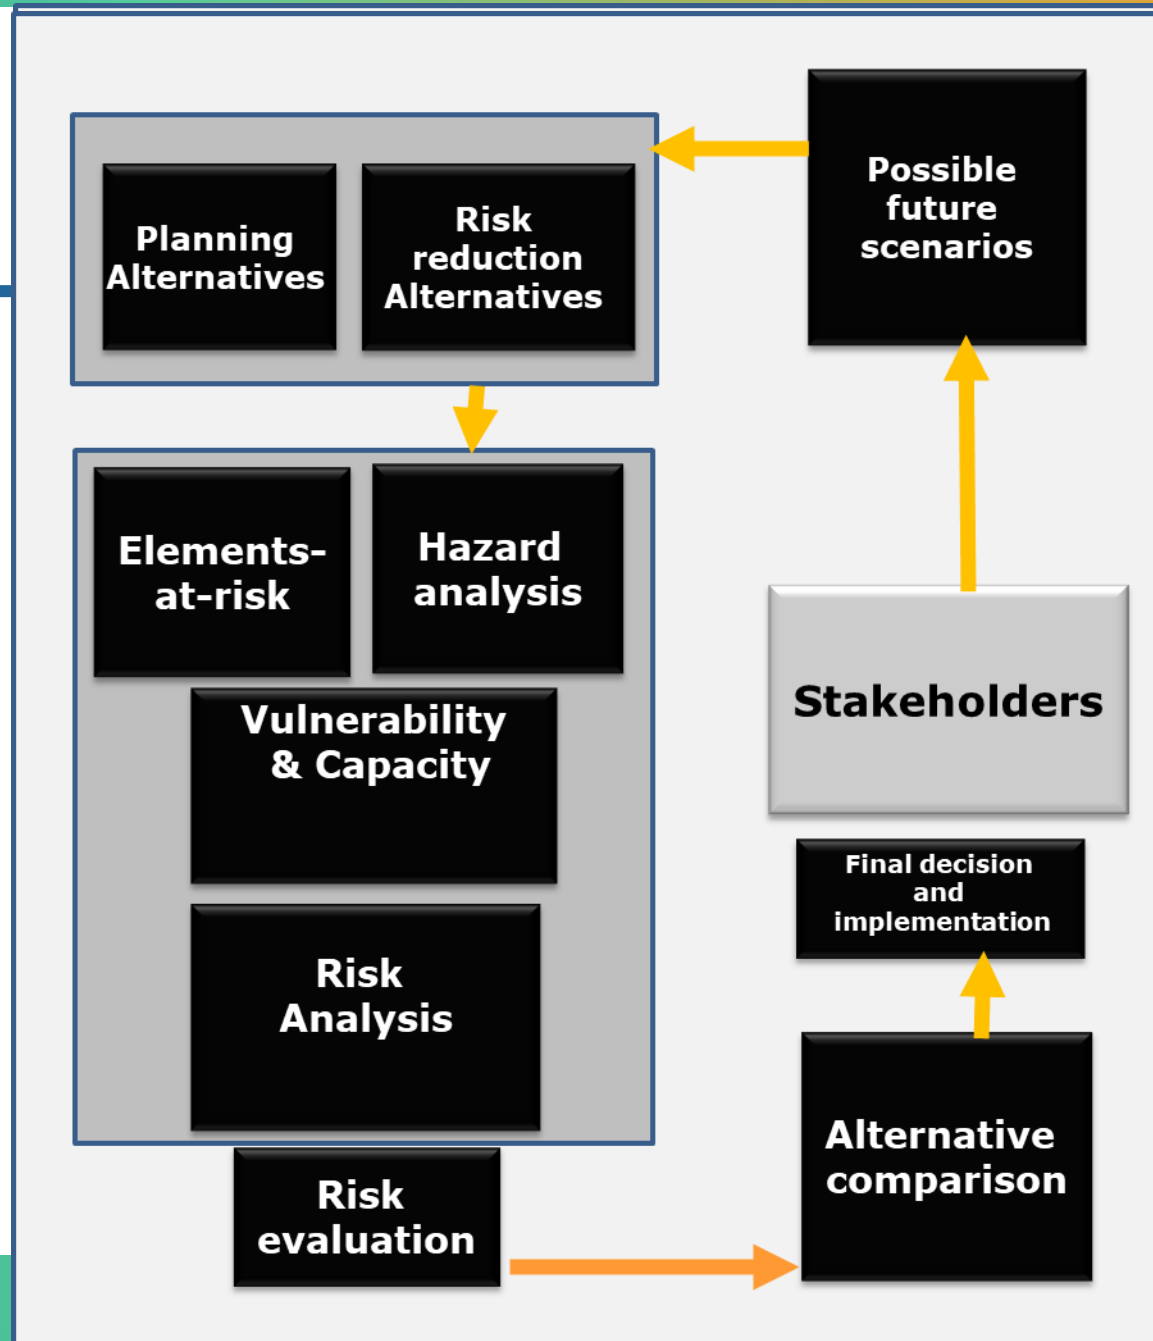 Planning
Alternatives
Risk
reduction
Alternatives
Possible
future
scenarios
Elements-
at-risk
Hazard
analysis
Vulnerability
& Capacity
Stakeholders
Final decision
and
implementation
Risk
Analysis
Alternative
comparison
Risk
evaluation